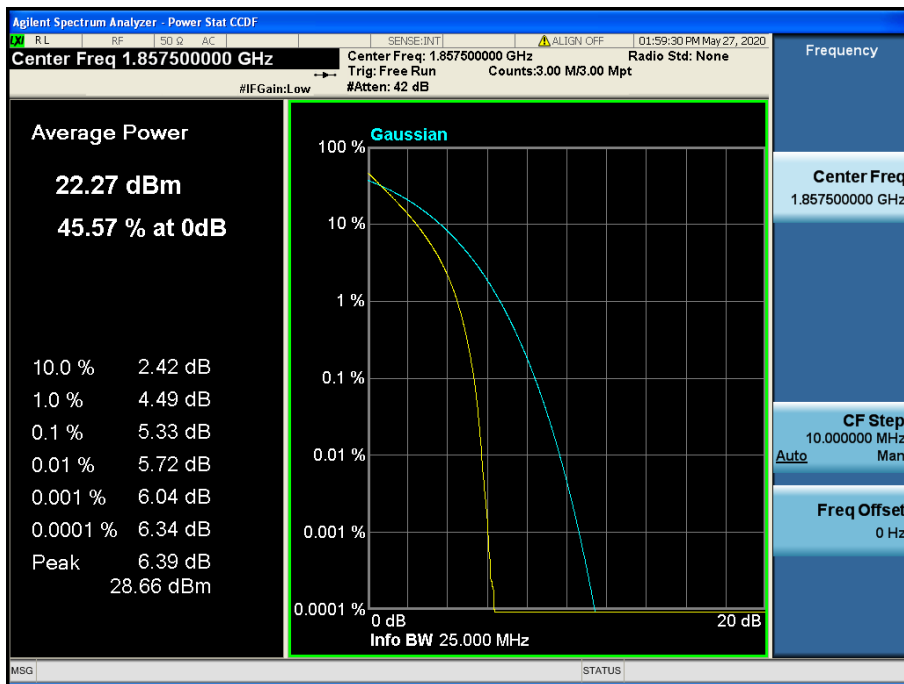 Agilent Spectrum Analyzer - Power Stat CCDF
LXI RL RF 50 Ω AC SENSE:INT ALIGN OFF 01:59:30 PM May 27, 2020
Center Freq 1.857500000 GHz
Center Freq: 1.857500000 GHz Radio Std: None
Trig: Free Run Counts:3.00 M/3.00 Mpt
#IFGain:Low #Atten: 42 dB
Average Power
22.27 dBm
45.57 % at 0dB
10.0 % 2.42 dB
1.0 % 4.49 dB
0.1 % 5.33 dB
0.01 % 5.72 dB
0.001 % 6.04 dB
0.0001 % 6.34 dB
Peak 6.39 dB
28.66 dBm
Gaussian
100 %
10 %
1 %
0.1 %
0.01 %
0.001 %
0.0001 %
0 dB 20 dB
Info BW 25.000 MHz
Frequency
Center Freq
1.857500000 GHz
CF Step
10.000000 MHz
Auto Man
Freq Offset
0 Hz
MSG STATUS